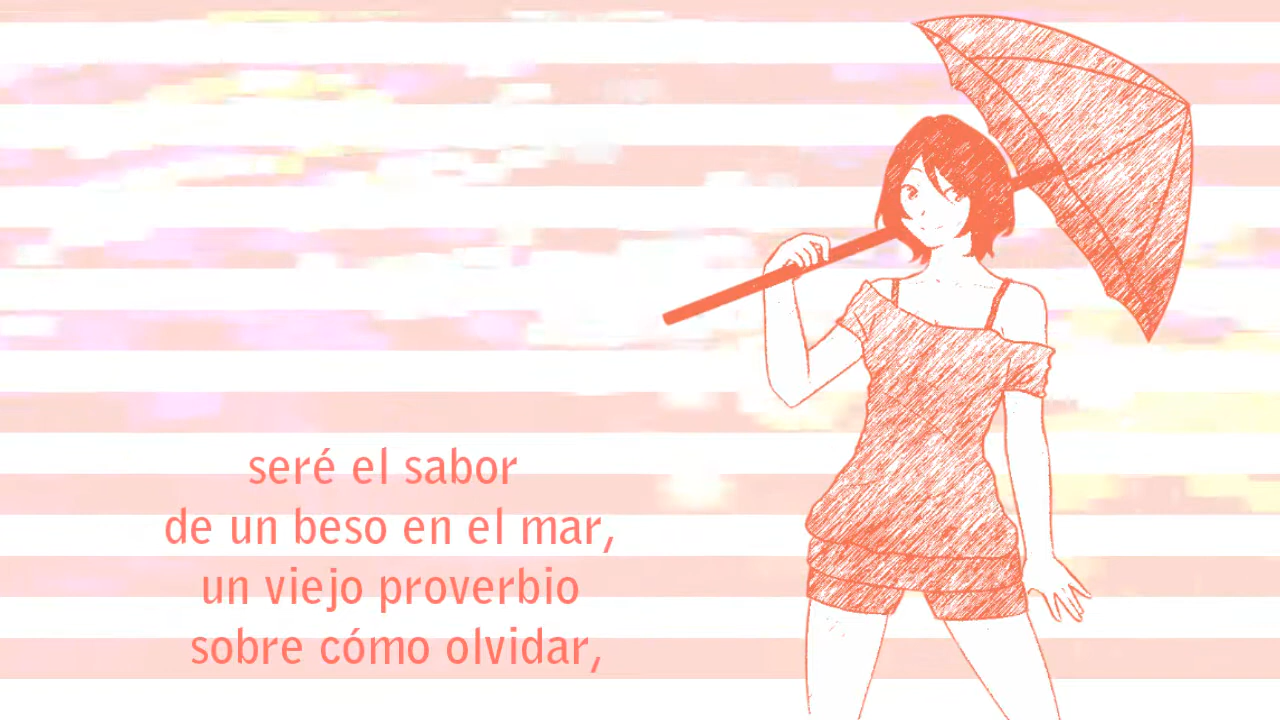 seré el sabor
de un beso en el mar,
un viejo proverbio
sobre cómo olvidar,